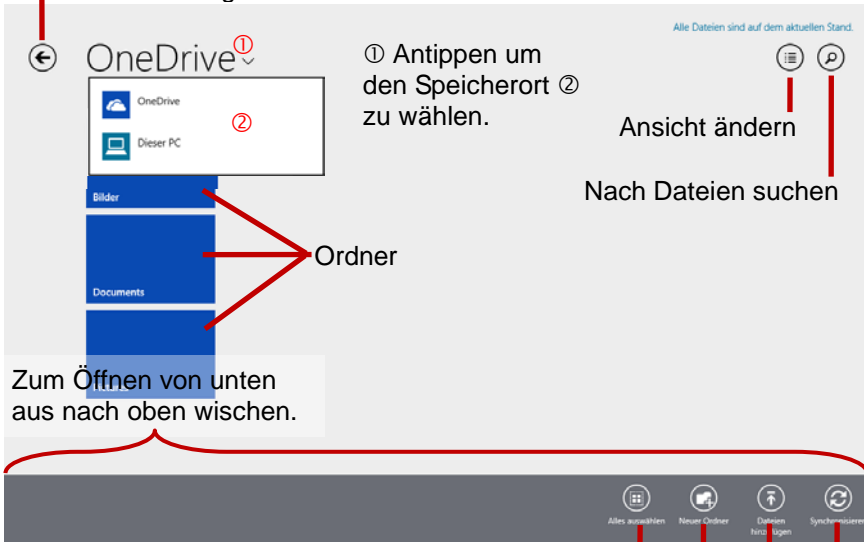 Alle Dateien sind auf dem aktuellen Stand.
OneDrive ① 
① Antippen um
den Speicherort ②
zu wählen.
OneDrive
②
Dieser PC
Ansicht ändern
Nach Dateien suchen
Bilder
Ordner
Documents
Zum Öffnen von unten
aus nach oben wischen.
Alles auswählen
Neuer Ordner
Dateien
hinzufügen
Synchronisieren